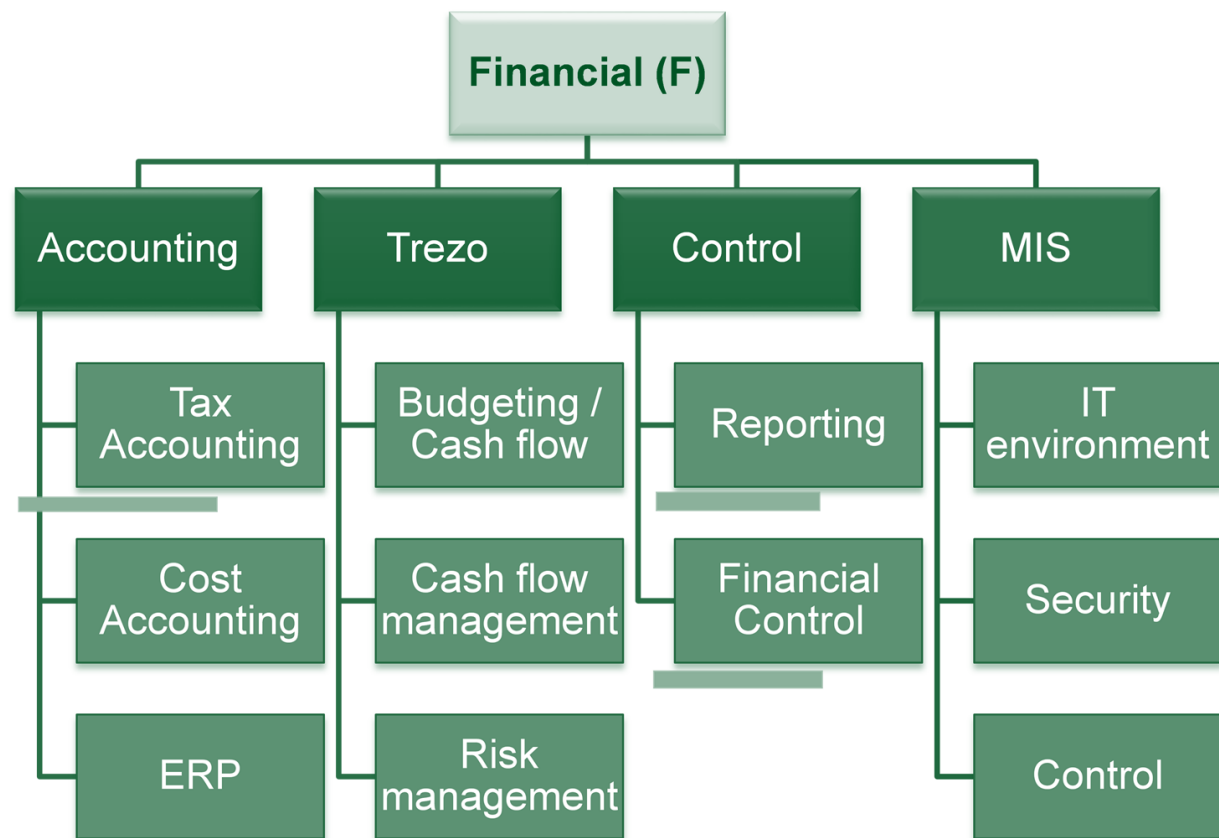 Financial (F)
Accounting
Trezo
Control
MIS
Tax
Accounting
Budgeting /
Cash flow
Reporting
IT
environment
Cost
Accounting
Cash flow
management
Financial
Control
Security
ERP
Risk
management
Control